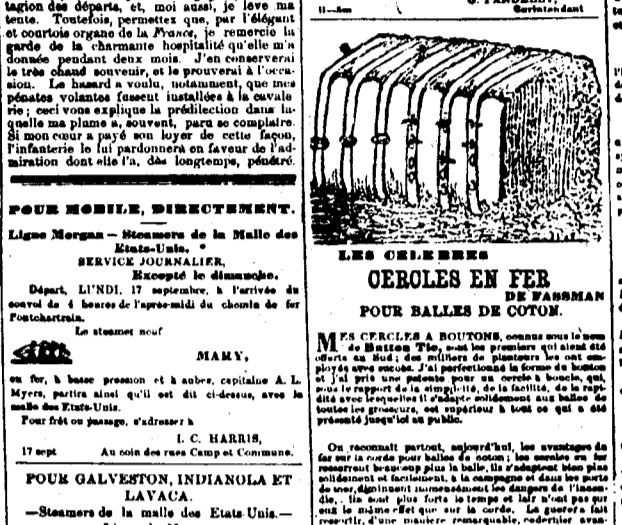 tagion des départs, et, moi aussi, je lève ma
tente. Toutefois, permettez que, par l'élégant
et courtois organe de la France, je remercie la
garde de la charmante hospitalité qu'elle m'a
donnée pendant deux mois. J'en conserverai
le très chaud souvenir, et le prouverai à l'occa-
sion. Le hasard a voulu, notamment, que mes
pénates volantes fussent installées à la cavale
rie; ceci vous explique la prédilection dans la-
quelle ma plume a, souvent, paru se complaire.
Si mon cœur a payé son loyer de cette façon,
l'infanterie le lui pardonnera en faveur de l'ad-
miration dont elle l'a, dès longtemps, pénétré.
POUR MOBILE, DIRECTEMENT.
Ligne Morgan — Steamers de la Malle des
Etats-Unis.
SERVICE JOURNALIER,
Excepté le dimanche.
Départ, LUNDI, 17 septembre, à l'arrivée du
convoi de 4 heures de l'après-midi du chemin de fer
Pontchartrain.
Le steamer neuf
MARY,
en fer, à basse pression et à aubes, capitaine A. L.
Myers, partira ainsi qu'il est dit ci-dessus, avec la
malle des Etats-Unis.
Pour fret ou passage, s'adresser à
I. C. HARRIS,
17 sept Au coin des rues Camp et Commune.
POUR GALVESTON, INDIANOLA ET
LAVACA.
—Steamers de la malle des Etats-Unis.—
Surintendant
LES CELEBRES
CERCLES EN FER
DE FASSMAN
POUR BALLES DE COTON.
MES CERCLES A BOUTONS, connus sous le nom
de Button Tie, sont les premiers qui aient été
offerts au Sud; des milliers de planteurs les ont em-
ployés avec succès. J'ai perfectionné la forme du bouton
et j'ai pris une patente pour un cercle à boucle, qui,
sous le rapport de la simplicité, de la facilité, de la rapi-
dité avec lesquelles il s'adapte solidement aux balles de
toutes les grosseurs, est supérieur à tout ce qui a été
présenté jusqu'ici au public.
On reconnaît partout, aujourd'hui, les avantages du
fer sur la corde pour balles de coton; les cercles en fer
resserrent beaucoup plus la balle, ils s'adaptent bien plus
solidement et facilement, à la campagne et dans les ports
de mer, diminuent immensément les dangers de l'incen-
die, ils sont plus forts le temps et l'air n'ont pas sur
eux le même effet que sur la corde. La guerre a fait